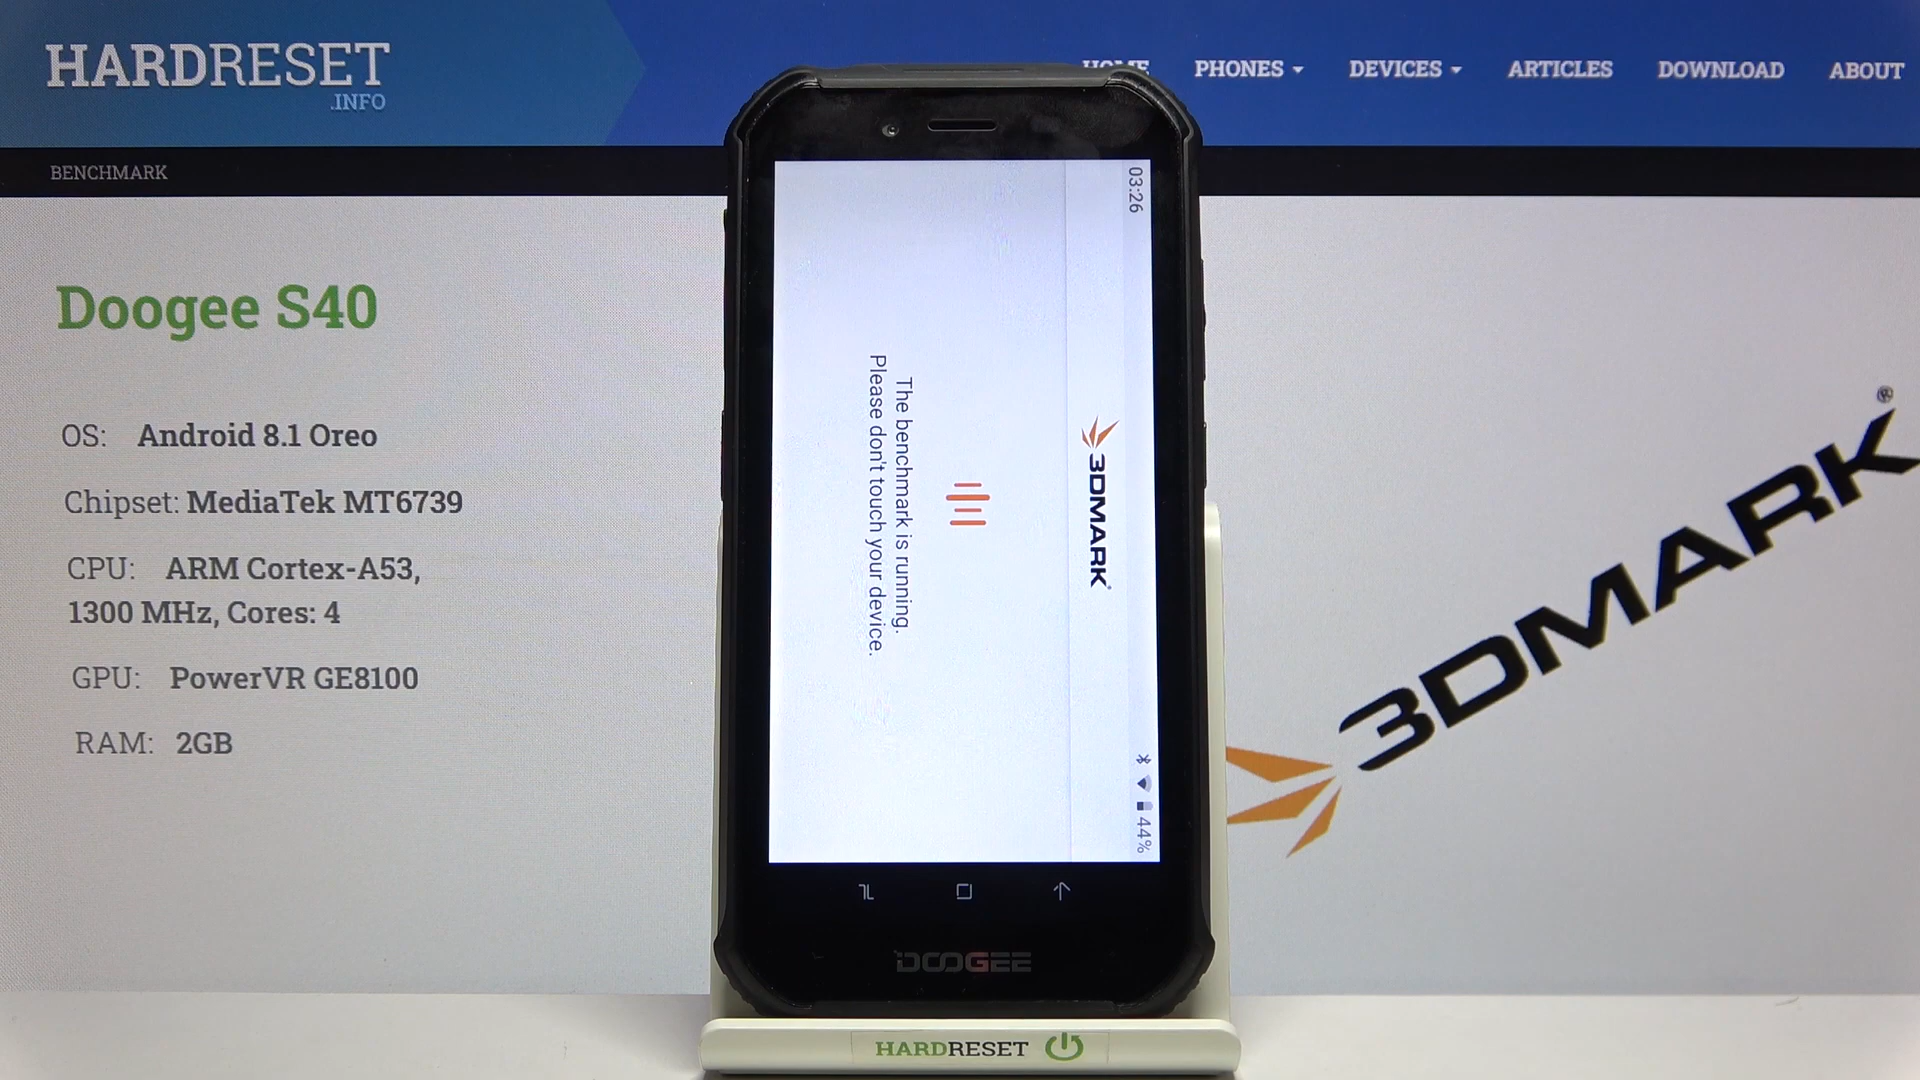 HARDRESET
.INFO
HOME PHONES DEVICES ARTICLES DOWNLOAD ABOUT
BENCHMARK
Doogee S40
OS: Android 8.1 Oreo
Chipset: MediaTek MT6739
CPU: ARM Cortex-A53,
1300 MHz, Cores: 4
GPU: PowerVR GE8100
RAM: 2GB
03:26
44%
3DMARK
The benchmark is running.
Please don't touch your device.
DOOGEE
HARDRESET
3DMARK®